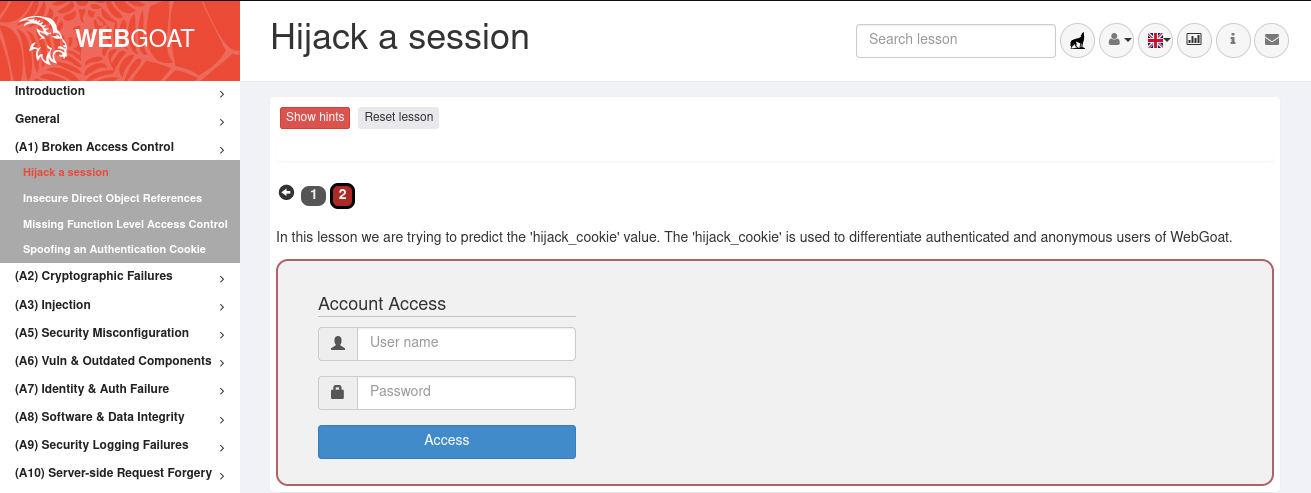 WEBGOAT
Hijack a session
Search lesson
Introduction
General
(A1) Broken Access Control
Hijack a session
Insecure Direct Object References
Missing Function Level Access Control
Spoofing an Authentication Cookie
(A2) Cryptographic Failures
(A3) Injection
(A5) Security Misconfiguration
(A6) Vuln & Outdated Components
(A7) Identity & Auth Failure
(A8) Software & Data Integrity
(A9) Security Logging Failures
(A10) Server-side Request Forgery
Show hints Reset lesson
1 2
In this lesson we are trying to predict the 'hijack_cookie' value. The 'hijack_cookie' is used to differentiate authenticated and anonymous users of WebGoat.
Account Access
User name
Password
Access